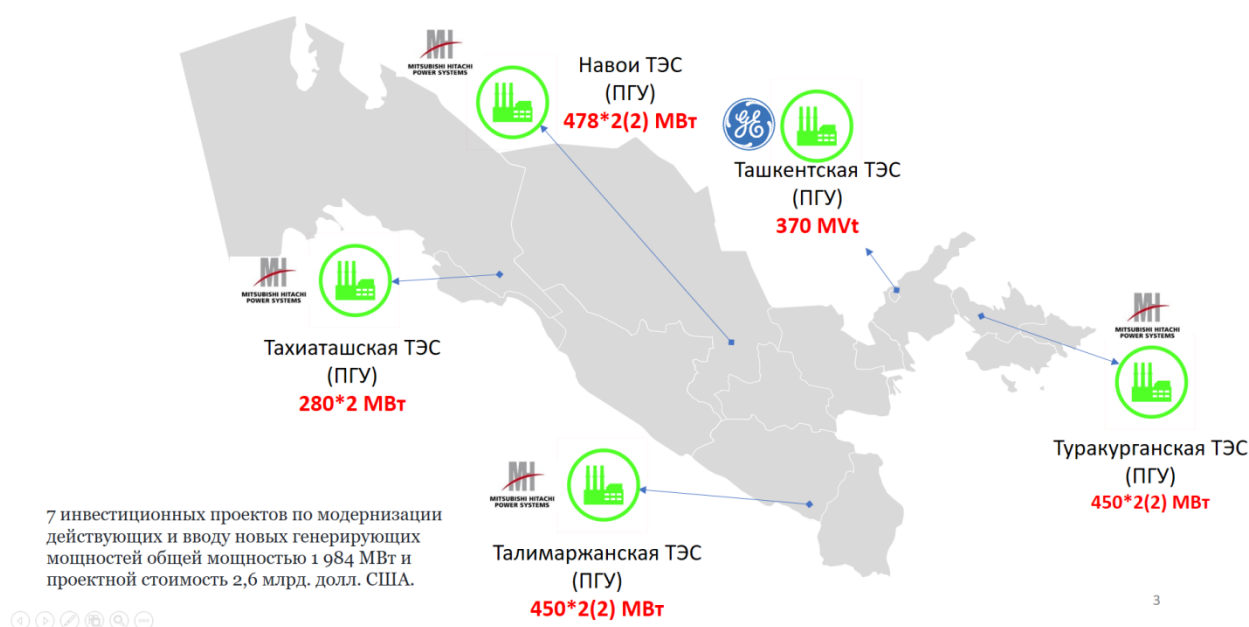 MITSUBISHI HITACHI
POWER SYSTEMS
Навои ТЭС
(ПГУ)
478*2(2) МВт
GE
Ташкентская ТЭС
(ПГУ)
370 MVt
MITSUBISHI HITACHI
POWER SYSTEMS
Тахиаташская ТЭС
(ПГУ)
280*2 МВт
MITSUBISHI HITACHI
POWER SYSTEMS
Туракурганская ТЭС
(ПГУ)
450*2(2) МВт
MITSUBISHI HITACHI
POWER SYSTEMS
Талимаржанская ТЭС
(ПГУ)
450*2(2) МВт
7 инвестиционных проектов по модернизации
действующих и вводу новых генерирующих
мощностей общей мощностью 1 984 МВт и
проектной стоимость 2,6 млрд. долл. США.
3